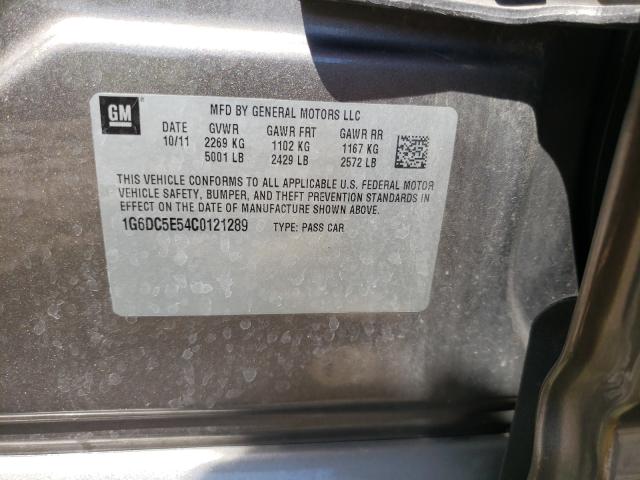 GM
MFD BY GENERAL MOTORS LLC
DATE GVWR GAWR FRT GAWR RR
10/11 2269 KG 1102 KG 1167 KG
5001 LB 2429 LB 2572 LB
THIS VEHICLE CONFORMS TO ALL APPLICABLE U.S. FEDERAL MOTOR
VEHICLE SAFETY, BUMPER, AND THEFT PREVENTION STANDARDS IN
EFFECT ON THE DATE OF MANUFACTURE SHOWN ABOVE.
1G6DC5E54C0121289 TYPE: PASS CAR